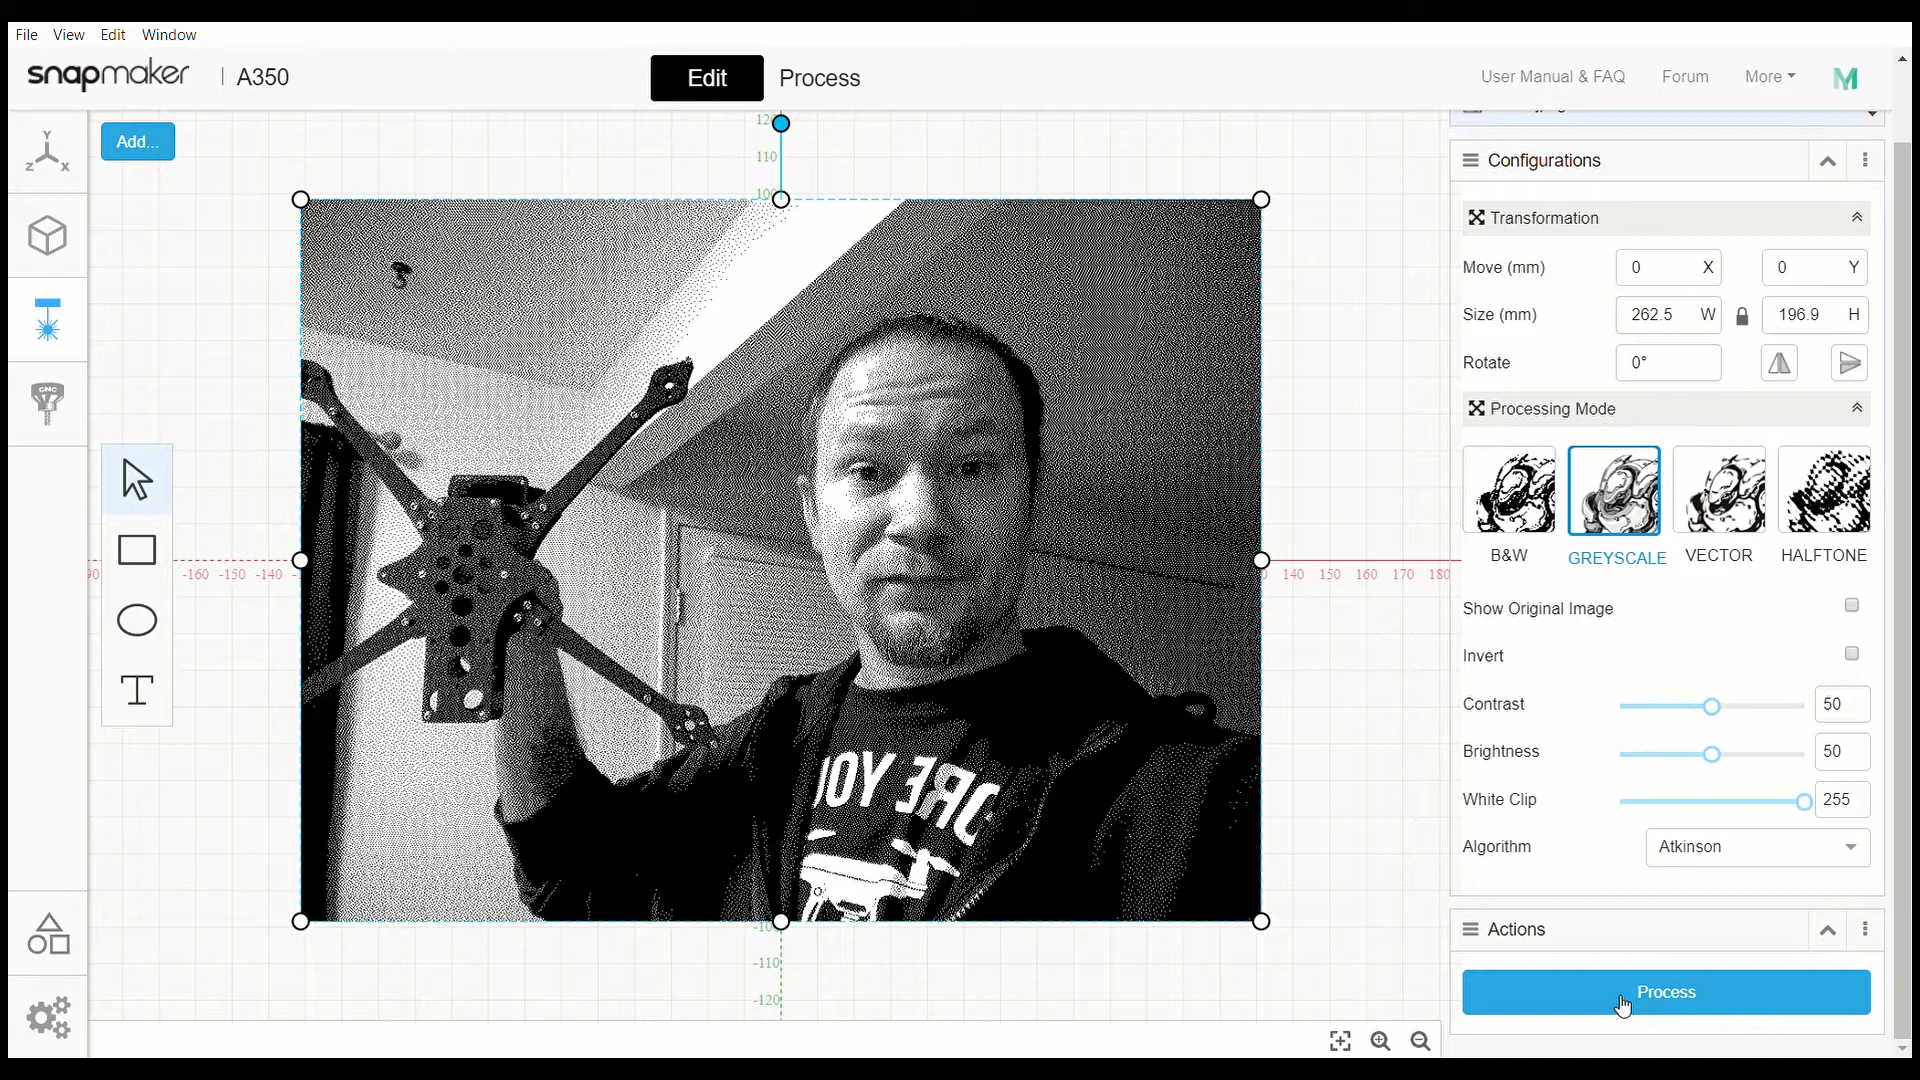 File View Edit Window
snapmaker | A350
Edit
Process
User Manual & FAQ
Forum
More
Add...
120
110
100
-160 -150 -140
140 150 160 170 180
-110
-120
CNC
Y
Z X
T
Configurations
Transformation
Move (mm) 0 X 0 Y
Size (mm) 262.5 W 196.9 H
Rotate 0°
Processing Mode
B&W GREYSCALE VECTOR HALFTONE
Show Original Image
Invert
Contrast 50
Brightness 50
White Clip 255
Algorithm Atkinson
Actions
Process